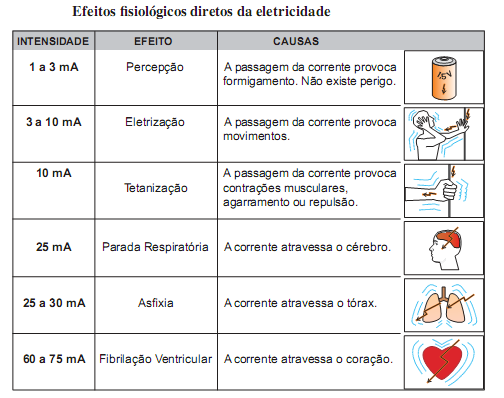 Efeitos fisiológicos diretos da eletricidade
INTENSIDADE EFEITO CAUSAS
1 a 3 mA Percepção A passagem da corrente provoca
formigamento. Não existe perigo.
1,5V
3 a 10 mA Eletrização A passagem da corrente provoca
movimentos.
10 mA A passagem da corrente provoca
Tetanização contrações musculares,
agarramento ou repulsão.
25 mA Parada Respiratória A corrente atravessa o cérebro.
25 a 30 mA Asfixia A corrente atravessa o tórax.
60 a 75 mA Fibrilação Ventricular A corrente atravessa o coração.